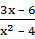 3x − 6
x² − 4